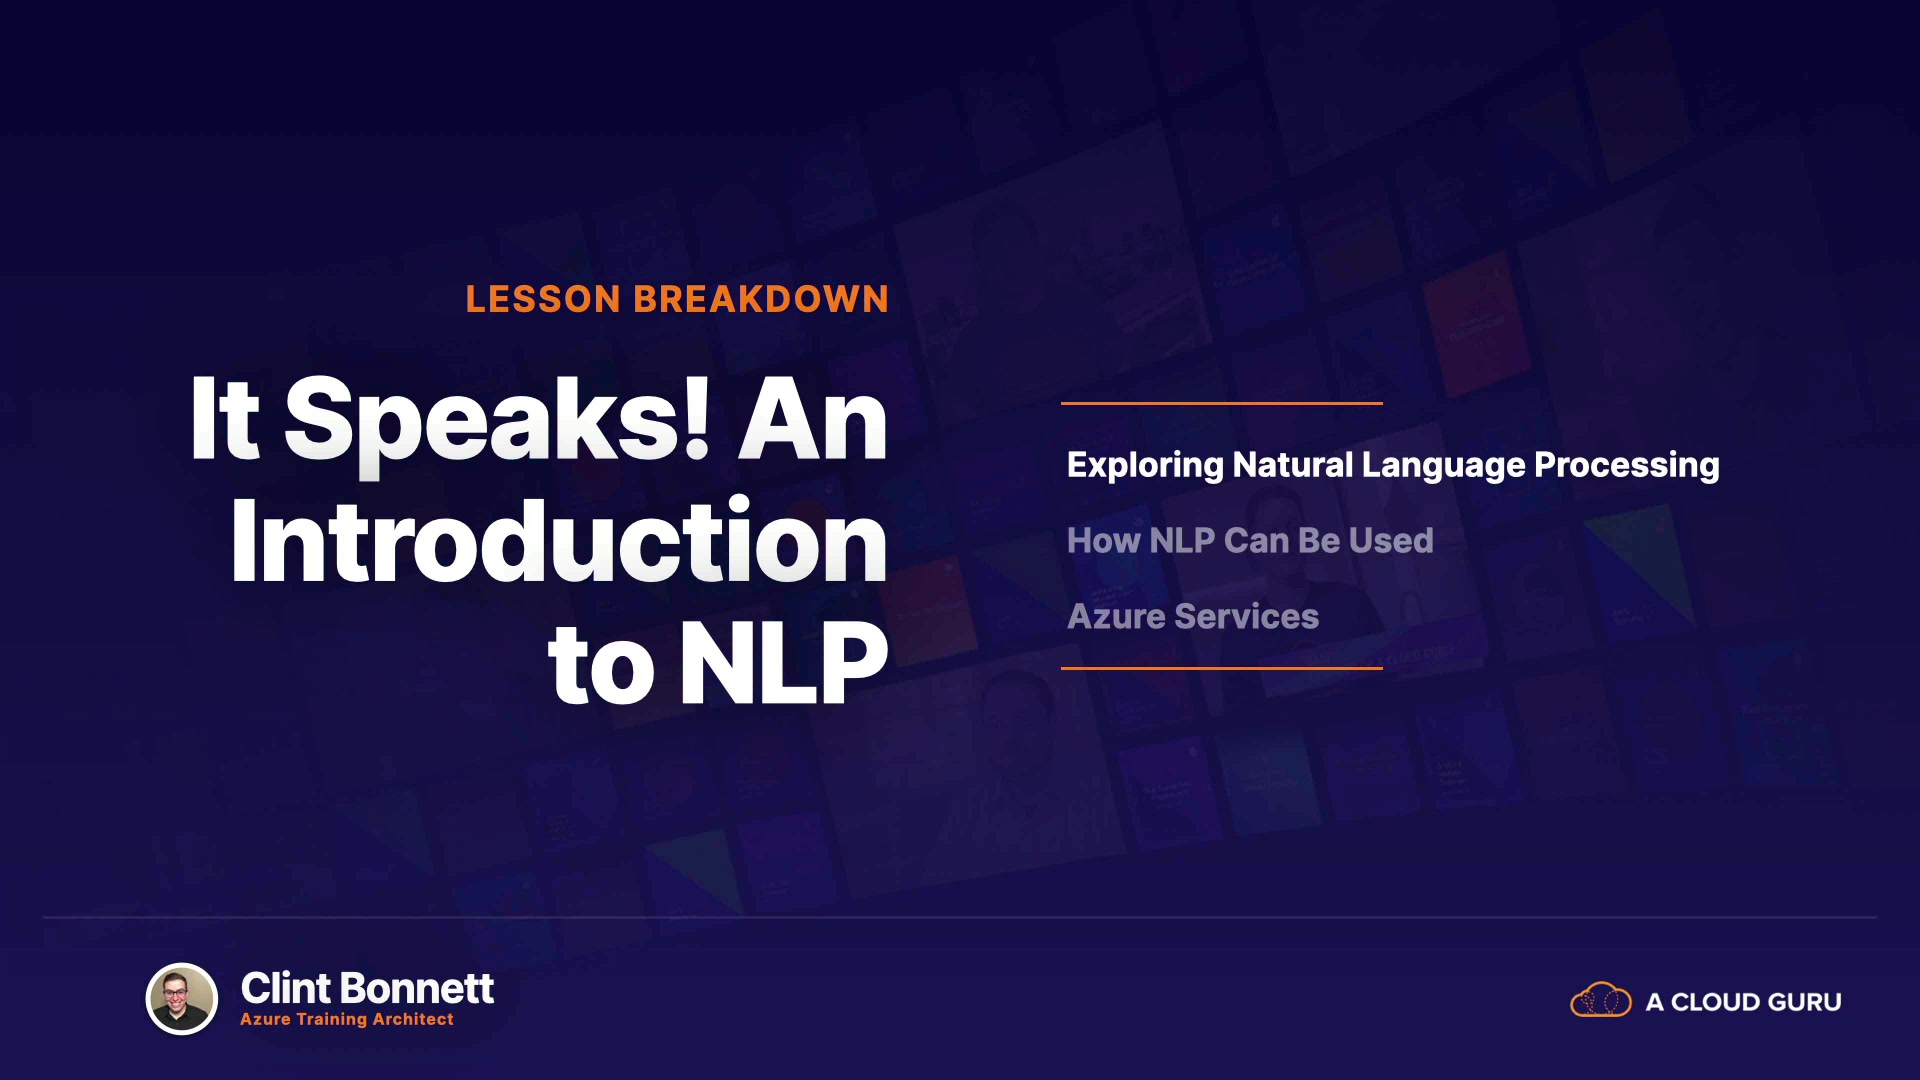 LESSON BREAKDOWN
It Speaks! An
Introduction
to NLP
Exploring Natural Language Processing
How NLP Can Be Used
Azure Services
Clint Bonnett
Azure Training Architect
A CLOUD GURU